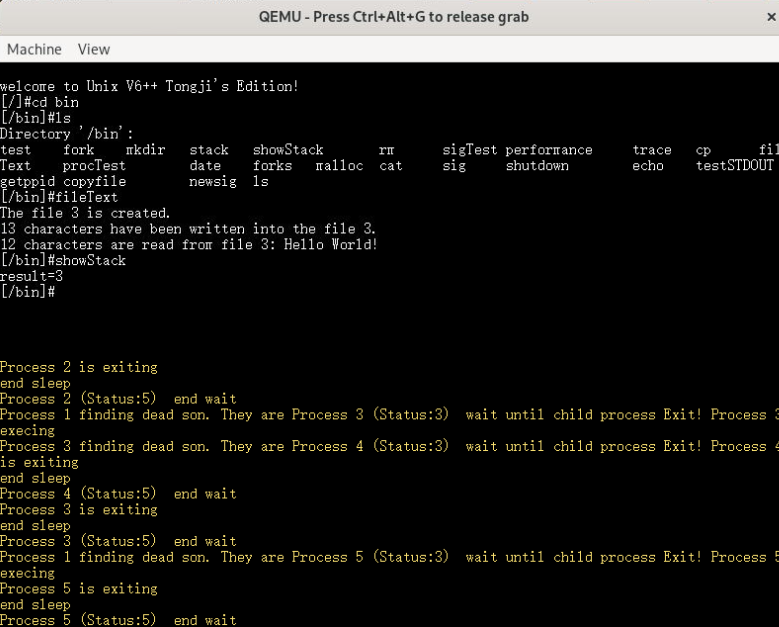 QEMU - Press Ctrl+Alt+G to release grab
Machine View
welcome to Unix V6++ Tongji's Edition!
[/]#cd bin
[/bin]#ls
Directory '/bin':
test fork mkdir stack showStack rm sigTest performance trace cp fil
Text procTest date forks malloc cat sig shutdown echo testSTDOUT
getppid copyfile newsig ls
[/bin]#fileText
The file 3 is created.
13 characters have been written into the file 3.
12 characters are read from file 3: Hello World!
[/bin]#showStack
result=3
[/bin]#
Process 2 is exiting
end sleep
Process 2 (Status:5) end wait
Process 1 finding dead son. They are Process 3 (Status:3) wait until child process Exit! Process 3
execing
Process 3 finding dead son. They are Process 4 (Status:3) wait until child process Exit! Process 4
is exiting
end sleep
Process 4 (Status:5) end wait
Process 3 is exiting
end sleep
Process 3 (Status:5) end wait
Process 1 finding dead son. They are Process 5 (Status:3) wait until child process Exit! Process 5
execing
Process 5 is exiting
end sleep
Process 5 (Status:5) end wait